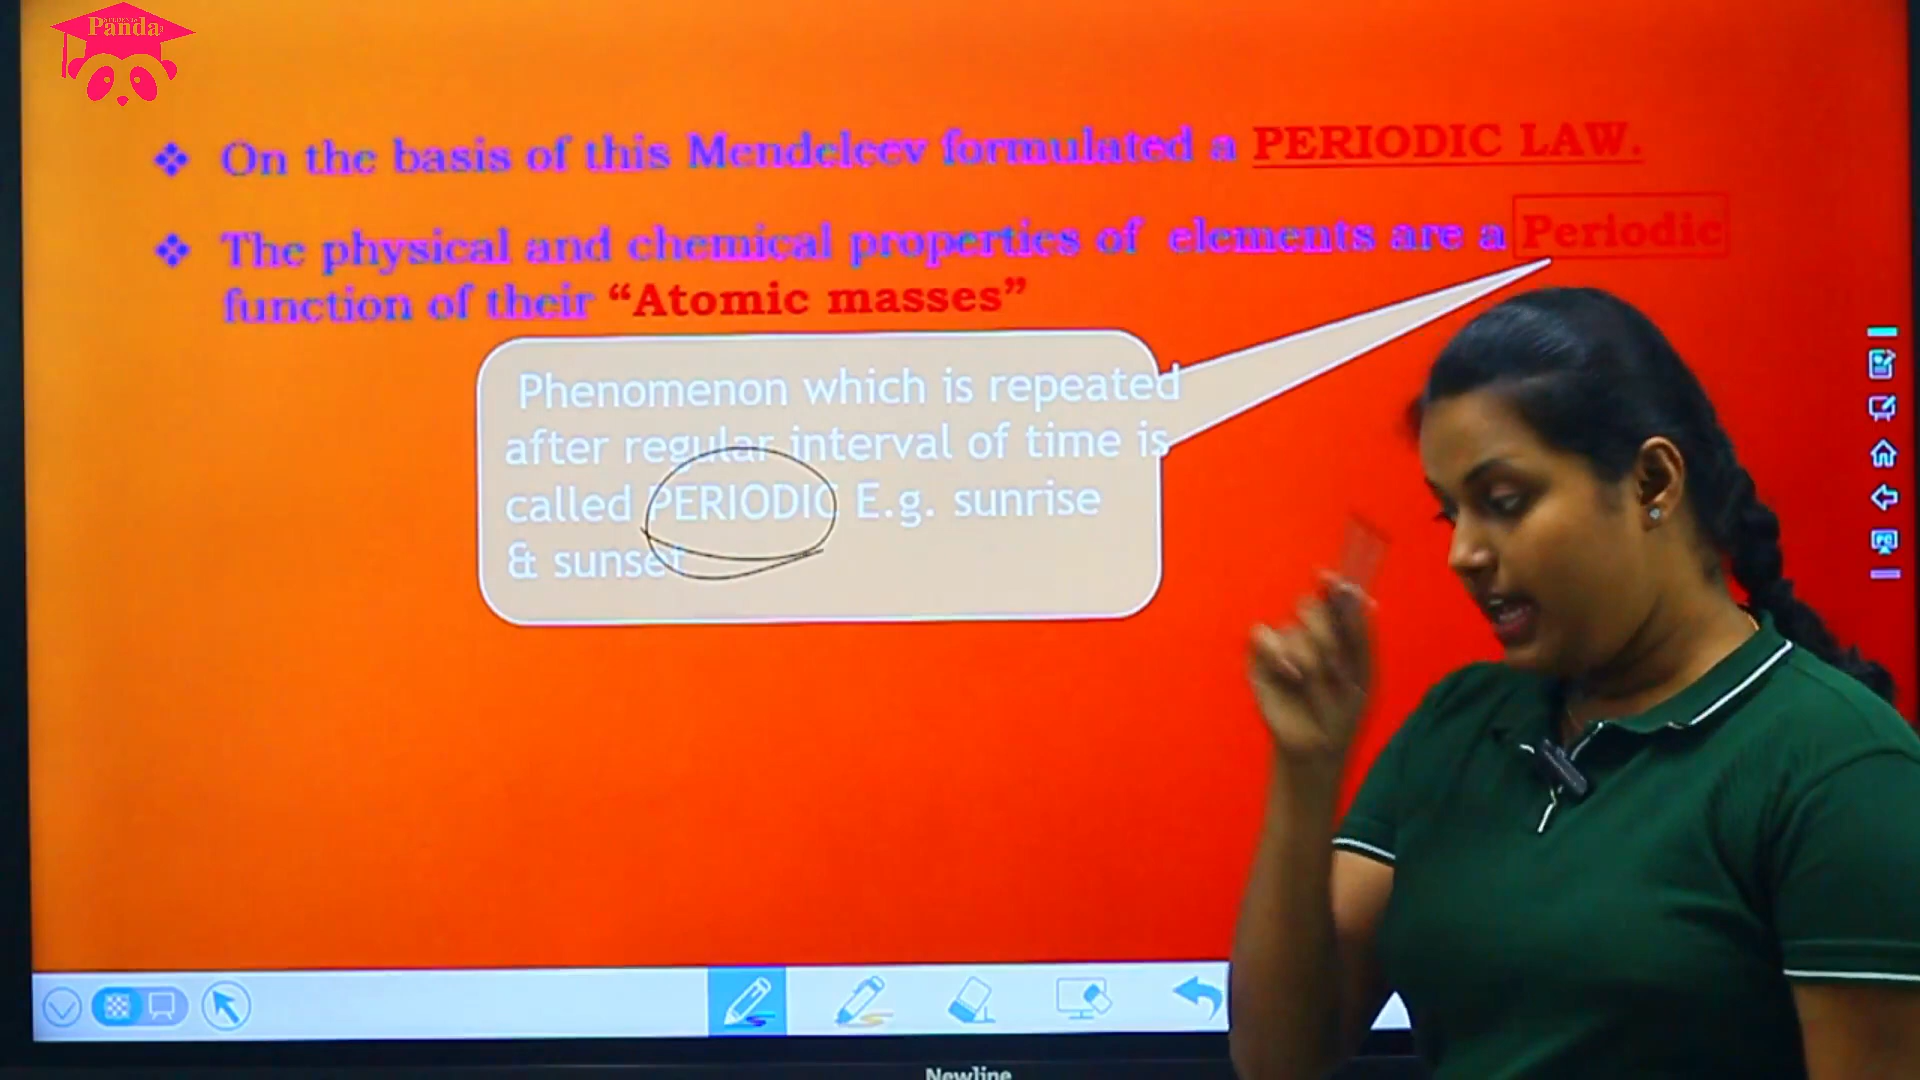 Panda
❖ On the basis of this Mendeleev formulated a PERIODIC LAW.
❖ The physical and chemical properties of elements are a Periodic
function of their “Atomic masses”
Phenomenon which is repeated
after regular interval of time is
called PERIODIC E.g. sunrise
& sunset
PC
Newline